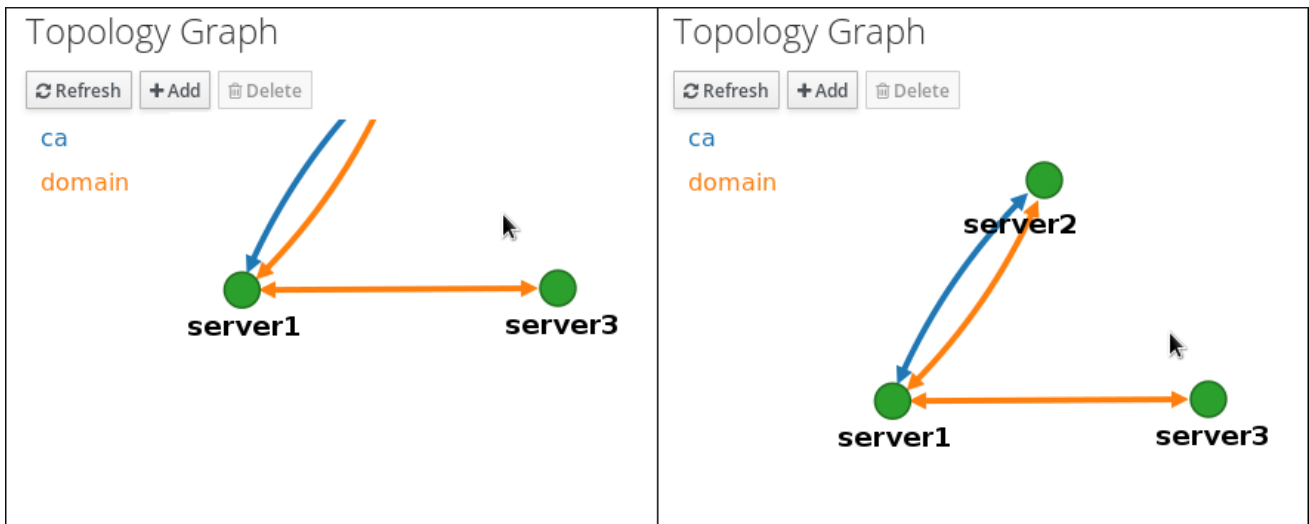 Topology Graph
Refresh Add Delete
ca
domain
server1
server3
Topology Graph
Refresh Add Delete
ca
domain
server2
server1
server3